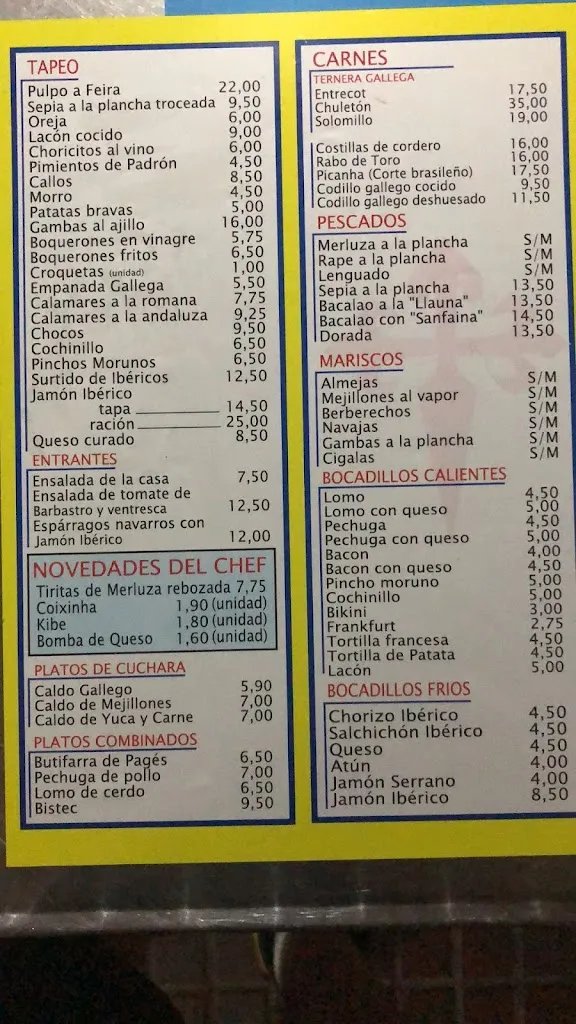 TAPEO
Pulpo a Feira 22,00
Sepia a la plancha troceada 9,50
Oreja 6,00
Lacón cocido 9,00
Choricitos al vino 6,00
Pimientos de Padrón 4,50
Callos 8,50
Morro 4,50
Patatas bravas 5,00
Gambas al ajillo 16,00
Boquerones en vinagre 5,75
Boquerones fritos 6,50
Croquetas (unidad) 1,00
Empanada Gallega 5,50
Calamares a la romana 7,75
Calamares a la andaluza 9,25
Chocos 9,50
Cochinillo 6,50
Pinchos Morunos 6,50
Surtido de Ibéricos 12,50
Jamón Ibérico
tapa 14,50
ración 25,00
Queso curado 8,50
ENTRANTES
Ensalada de la casa 7,50
Ensalada de tomate de
Barbastro y ventresca 12,50
Espárragos navarros con
Jamón Ibérico 12,00
NOVEDADES DEL CHEF
Tiritas de Merluza rebozada 7,75
Coixinha 1,90 (unidad)
Kibe 1,80 (unidad)
Bomba de Queso 1,60 (unidad)
PLATOS DE CUCHARA
Caldo Gallego 5,90
Caldo de Mejillones 7,00
Caldo de Yuca y Carne 7,00
PLATOS COMBINADOS
Butifarra de Pagés 6,50
Pechuga de pollo 7,00
Lomo de cerdo 6,50
Bistec 9,50
CARNES
TERNERA GALLEGA
Entrecot 17,50
Chuletón 35,00
Solomillo 19,00
Costillas de cordero 16,00
Rabo de Toro 16,00
Picanha (Corte brasileño) 17,50
Codillo gallego cocido 9,50
Codillo gallego deshuesado 11,50
PESCADOS
Merluza a la plancha S/M
Rape a la plancha S/M
Lenguado S/M
Sepia a la plancha 13,50
Bacalao a la "Llauna" 13,50
Bacalao con "Sanfaina" 14,50
Dorada 13,50
MARISCOS
Almejas S/M
Mejillones al vapor S/M
Berberechos S/M
Navajas S/M
Gambas a la plancha S/M
Cigalas S/M
BOCADILLOS CALIENTES
Lomo 4,50
Lomo con queso 5,00
Pechuga 4,50
Pechuga con queso 5,00
Bacon 4,00
Bacon con queso 4,50
Pincho moruno 5,00
Cochinillo 5,00
Bikini 3,00
Frankfurt 2,75
Tortilla francesa 4,50
Tortilla de Patata 4,50
Lacón 5,00
BOCADILLOS FRIOS
Chorizo Ibérico 4,50
Salchichón Ibérico 4,50
Queso 4,50
Atún 4,00
Jamón Serrano 4,00
Jamón Ibérico 8,50